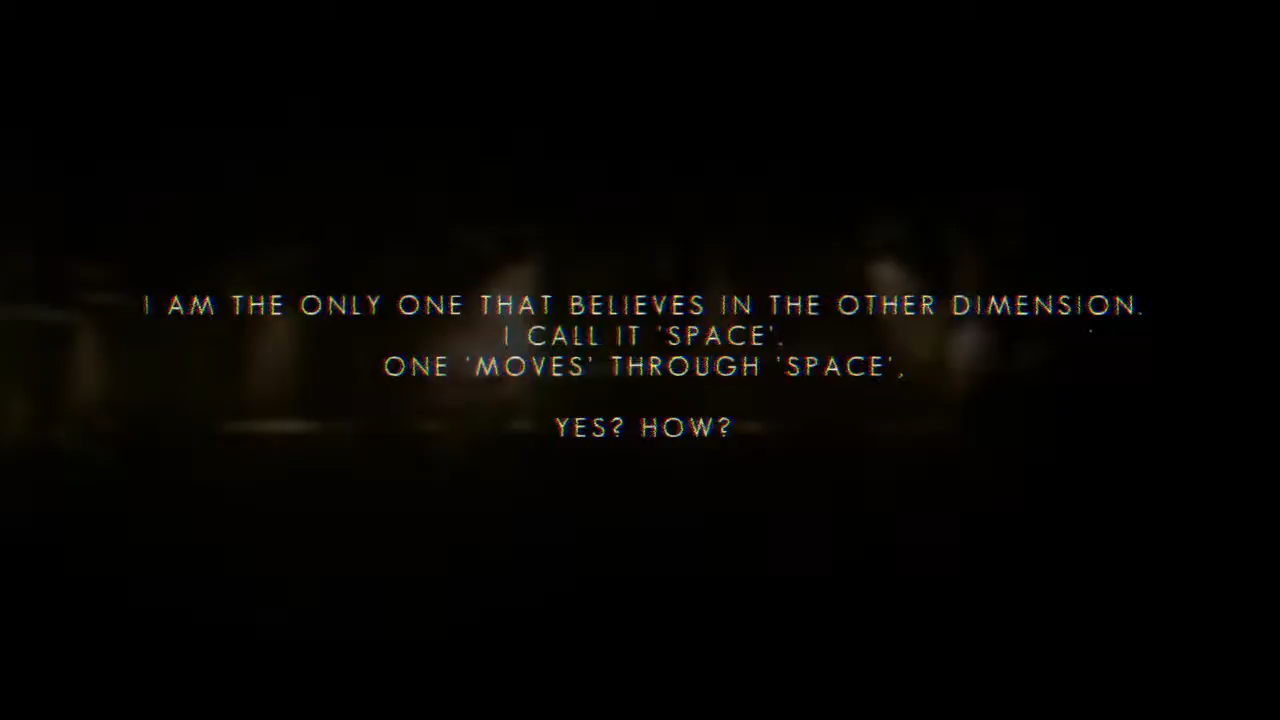 I AM THE ONLY ONE THAT BELIEVES IN THE OTHER DIMENSION.
I CALL IT 'SPACE'.
ONE 'MOVES' THROUGH 'SPACE',
YES? HOW?